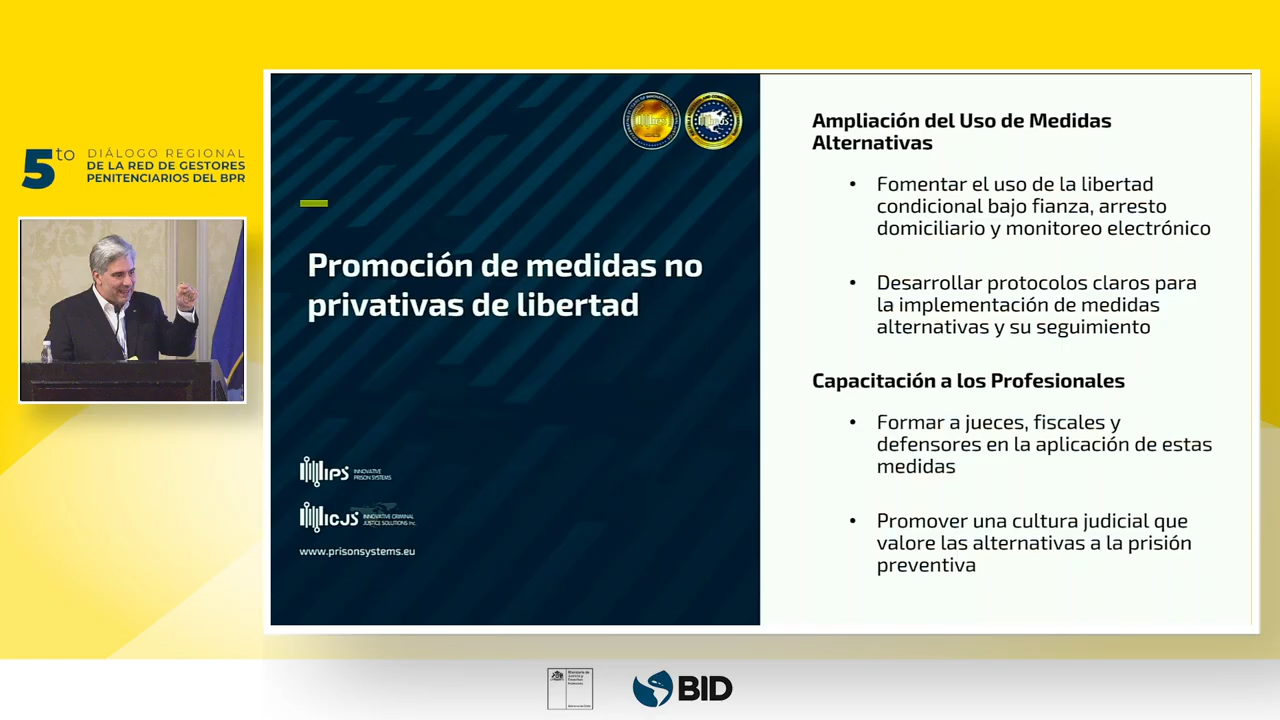 5to
DIÁLOGO REGIONAL
DE LA RED DE GESTORES
PENITENCIARIOS DEL BPR
Promoción de medidas no
privativas de libertad
IPS INNOVATIVE
PRISON SYSTEMS
ICJS INNOVATIVE CRIMINAL
JUSTICE SOLUTIONS Inc.
www.prisonsystems.eu
Ampliación del Uso de Medidas
Alternativas
• Fomentar el uso de la libertad
condicional bajo fianza, arresto
domiciliario y monitoreo electrónico
• Desarrollar protocolos claros para
la implementación de medidas
alternativas y su seguimiento
Capacitación a los Profesionales
• Formar a jueces, fiscales y
defensores en la aplicación de estas
medidas
• Promover una cultura judicial que
valore las alternativas a la prisión
preventiva
BID